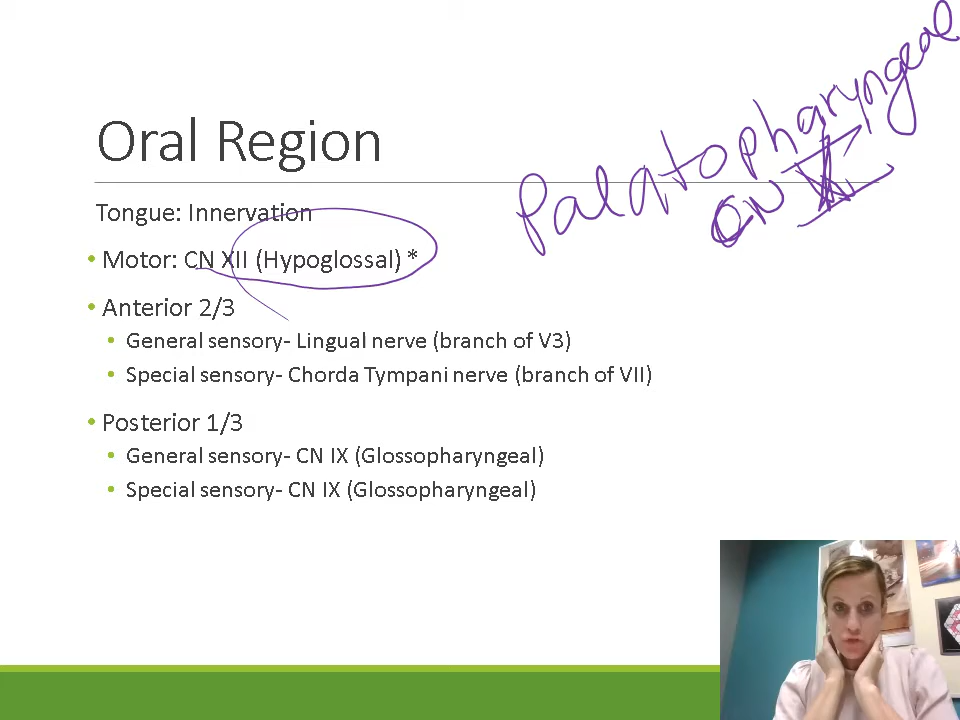 Palatopharyngeal
CN X
Oral Region
Tongue: Innervation
• Motor: CN XII (Hypoglossal) *
• Anterior 2/3
• General sensory- Lingual nerve (branch of V3)
• Special sensory- Chorda Tympani nerve (branch of VII)
• Posterior 1/3
• General sensory- CN IX (Glossopharyngeal)
• Special sensory- CN IX (Glossopharyngeal)